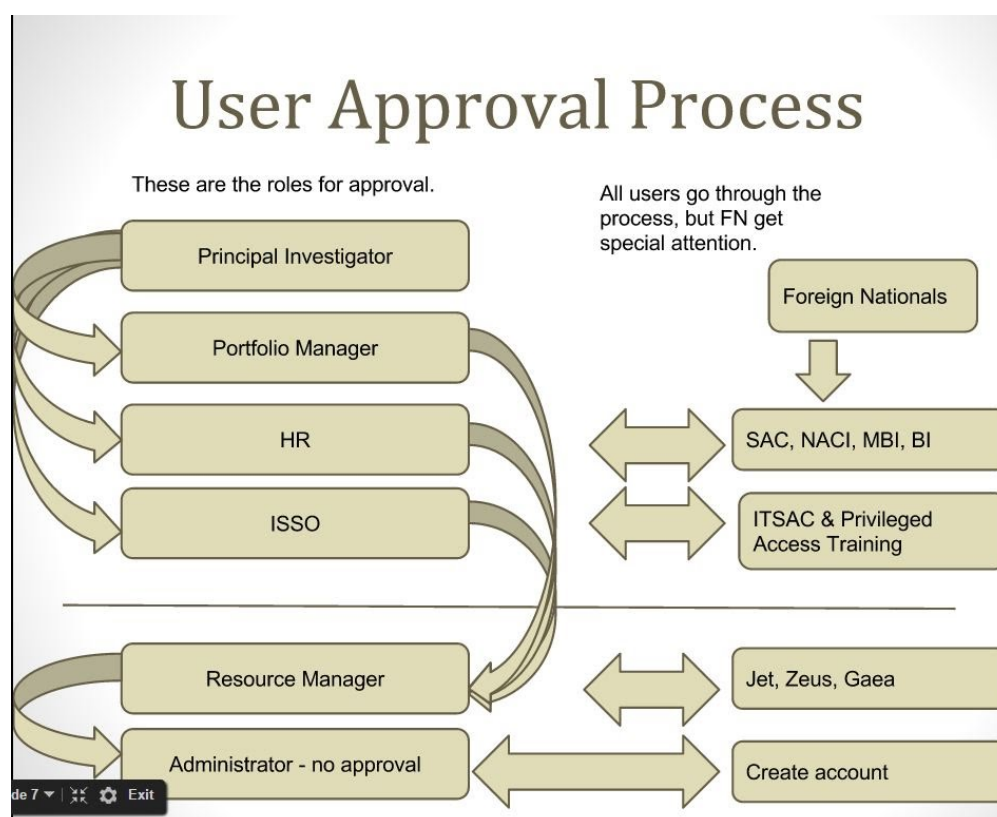 User Approval Process
These are the roles for approval.
All users go through the
process, but FN get
special attention.
Principal Investigator
Foreign Nationals
Portfolio Manager
HR
SAC, NACI, MBI, BI
ISSO
ITSAC & Privileged
Access Training
Resource Manager
Jet, Zeus, Gaea
Administrator - no approval
Create account
de 7
Exit